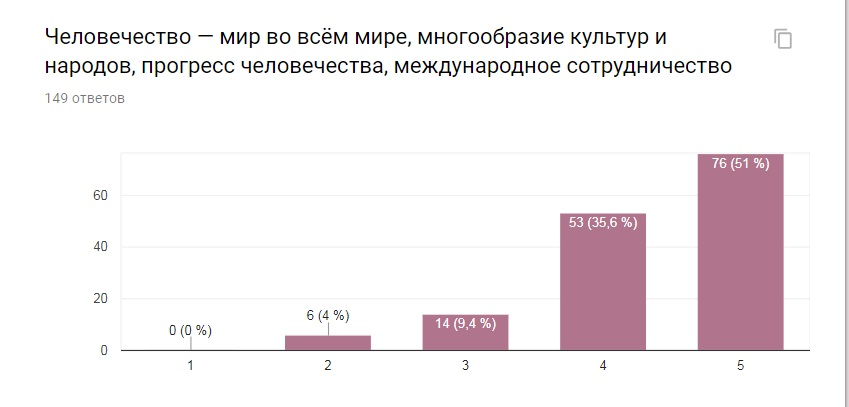 Человечество — мир во всём мире, многообразие культур и
народов, прогресс человечества, международное сотрудничество
149 ответов
76 (51 %)
60
53 (35,6 %)
40
20
6 (4 %)
14 (9,4 %)
0 (0 %)
0
1 2 3 4 5